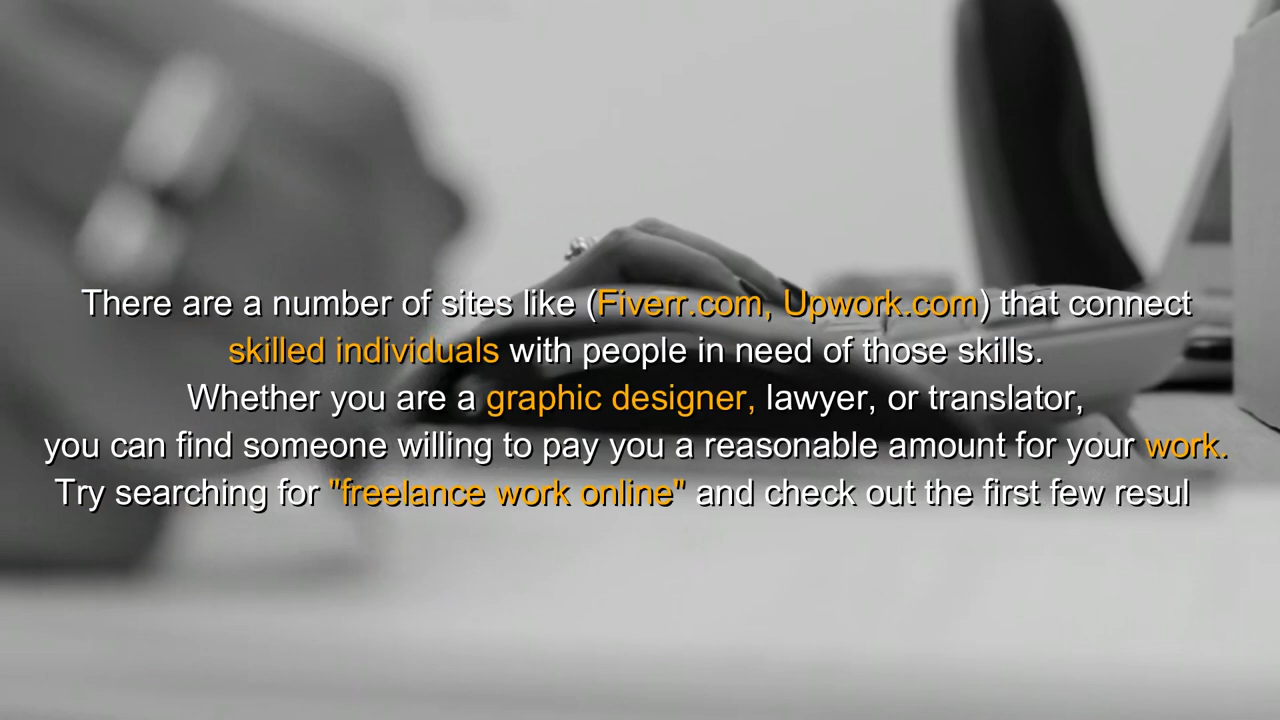 There are a number of sites like (Fiverr.com, Upwork.com) that connect
skilled individuals with people in need of those skills.
Whether you are a graphic designer, lawyer, or translator,
you can find someone willing to pay you a reasonable amount for your work.
Try searching for "freelance work online" and check out the first few resul